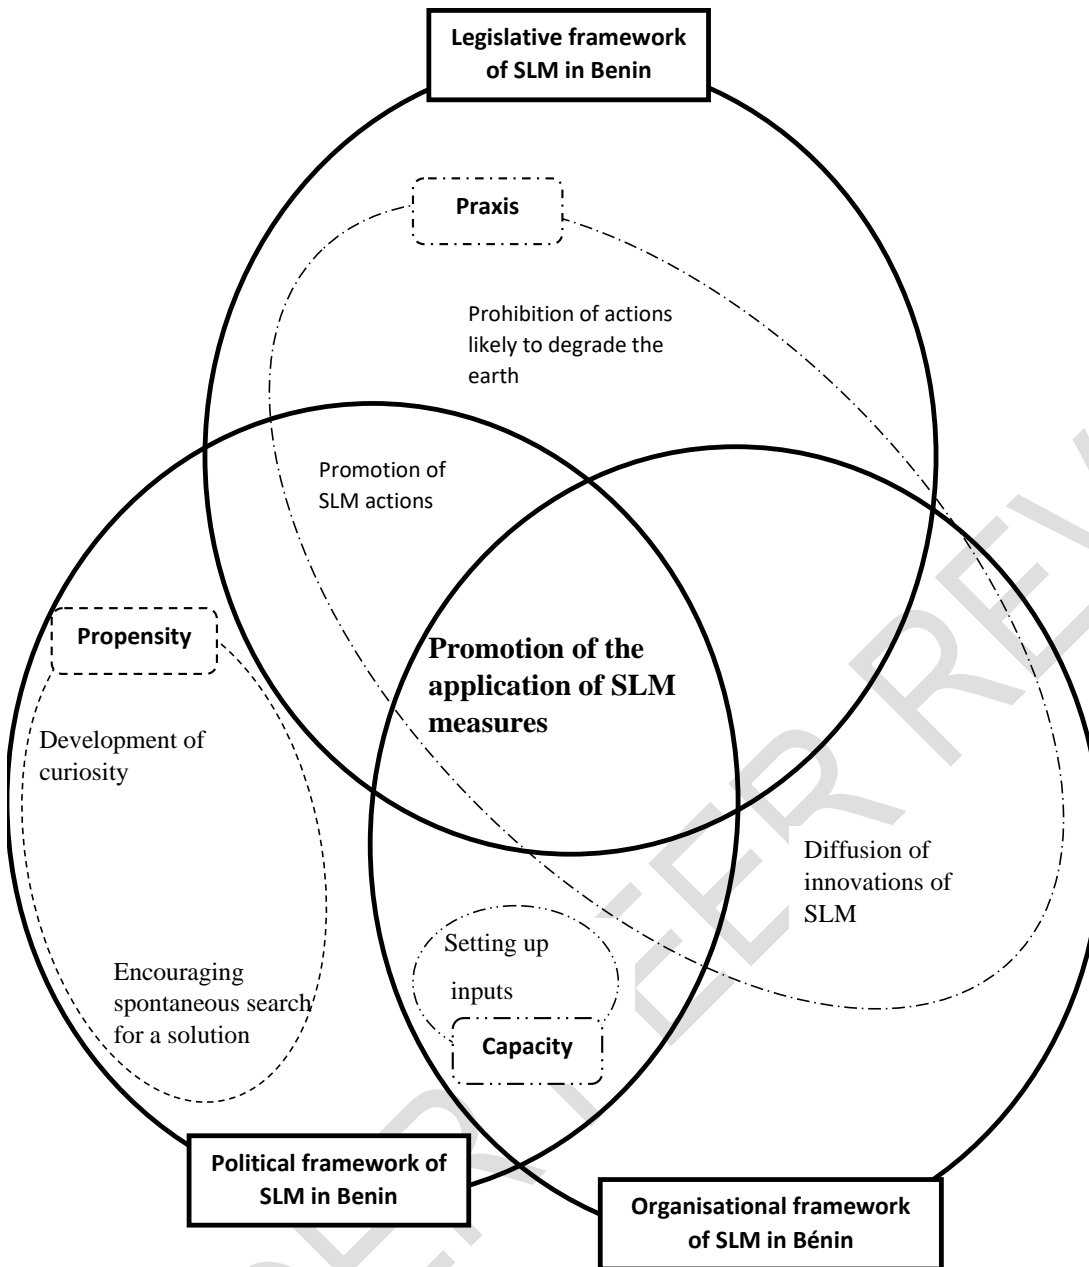 Legislative framework
of SLM in Benin
Praxis
Prohibition of actions
likely to degrade the
earth
Promotion of
SLM actions
Propensity
Promotion of the
application of SLM
measures
Development of
curiosity
Diffusion of
innovations of
SLM
Setting up
inputs
Encouraging
spontaneous search
for a solution
Capacity
Political framework of
SLM in Benin
Organisational framework
of SLM in Bénin